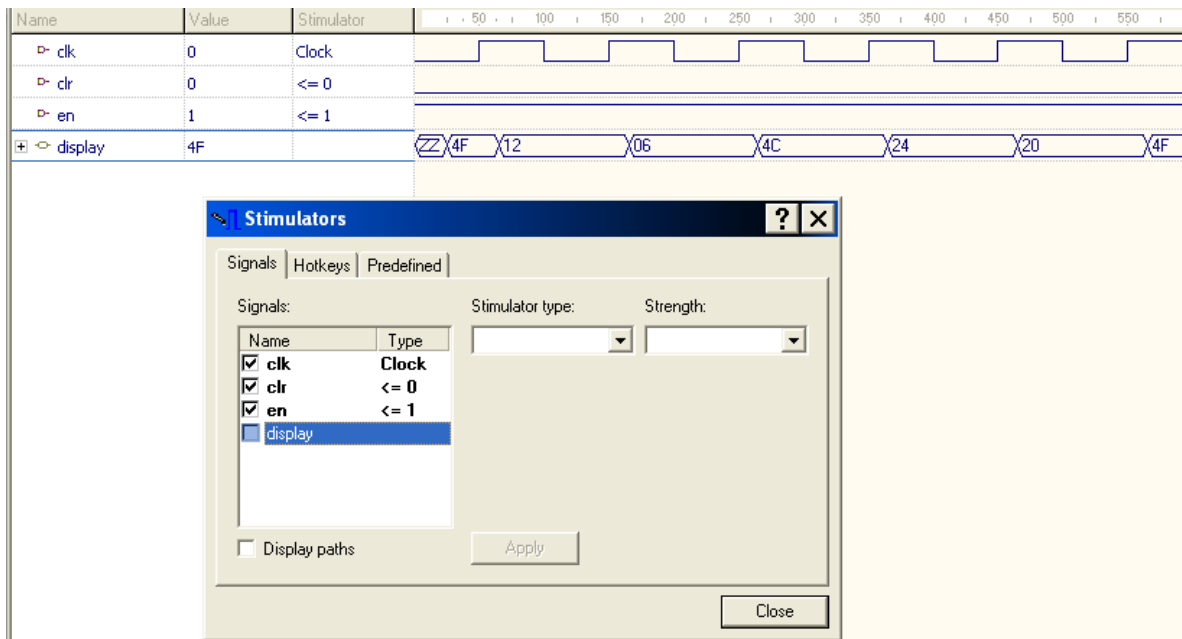 Name Value Stimulator 50 100 150 200 250 300 350 400 450 500 550
clk 0 Clock
clr 0 <= 0
en 1 <= 1
display 4F ZZ 4F 12 06 4C 24 20 4F
Stimulators
Signals Hotkeys Predefined
Signals: Stimulator type: Strength:
Name Type
clk Clock
clr <= 0
en <= 1
display
Display paths Apply
Close